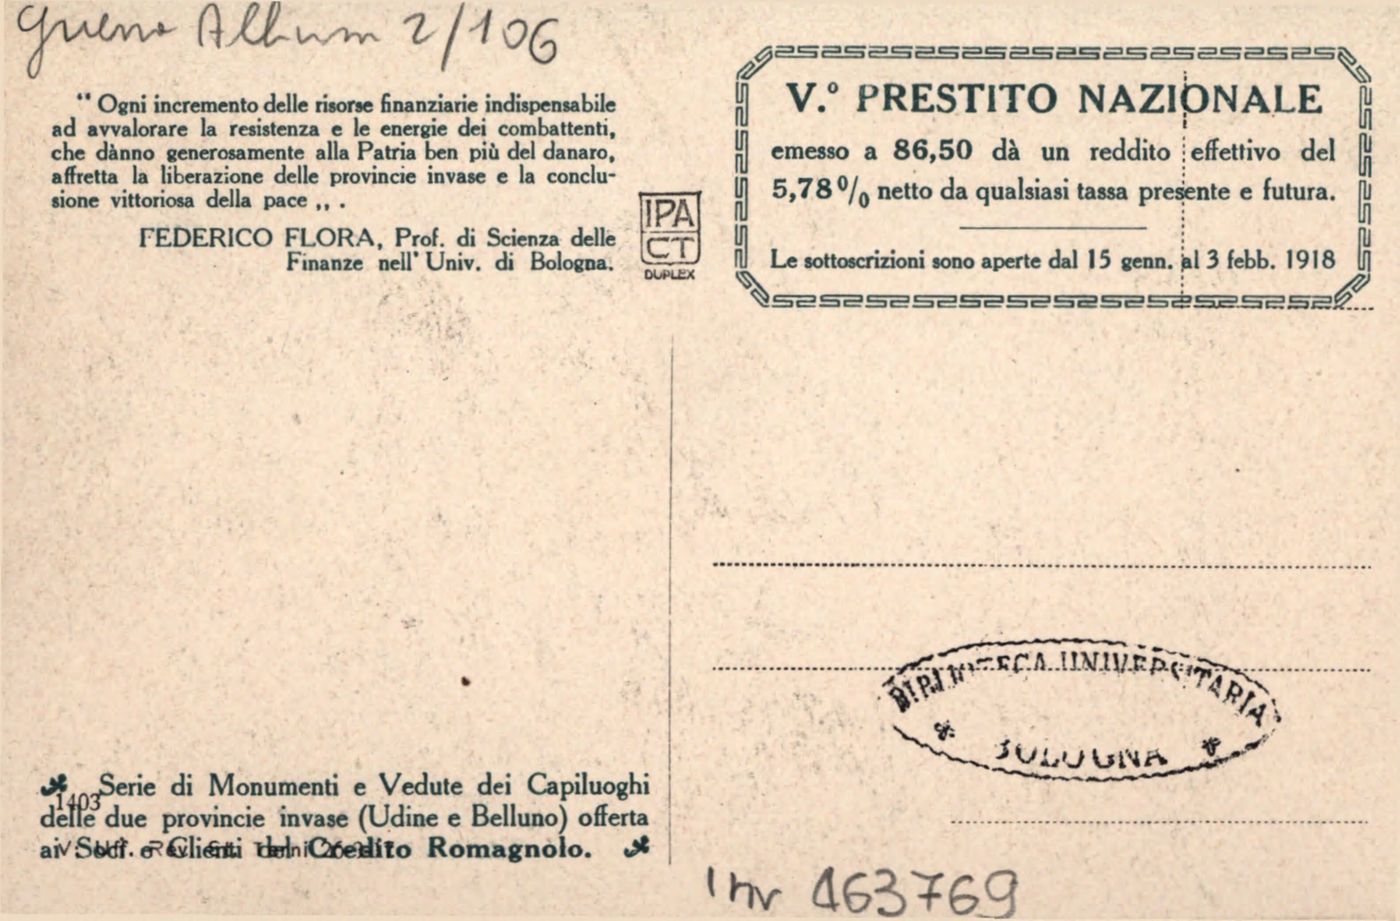 Album 2/106
“ Ogni incremento delle risorse finanziarie indispensabile
ad avvalorare la resistenza e le energie dei combattenti,
che dànno generosamente alla Patria ben più del danaro,
affretta la liberazione delle provincie invase e la conclu-
sione vittoriosa della pace „ .
FEDERICO FLORA, Prof. di Scienza delle
Finanze nell' Univ. di Bologna.
IPA
CT
DUPLEX
V.º PRESTITO NAZIONALE
emesso a 86,50 dà un reddito effettivo del
5,78 % netto da qualsiasi tassa presente e futura.
Le sottoscrizioni sono aperte dal 15 genn. al 3 febb. 1918
BIBLIOTECA UNIVERSITARIA
BOLOGNA
Serie di Monumenti e Vedute dei Capiluoghi
1403
delle due provincie invase (Udine e Belluno) offerta
ai Soci e Clienti del Credito Romagnolo.
Inv 463769